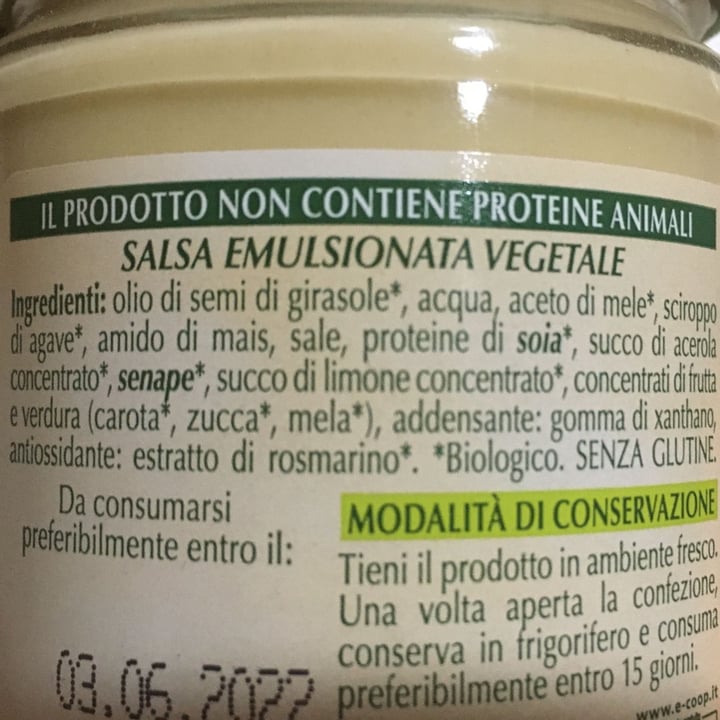 IL PRODOTTO NON CONTIENE PROTEINE ANIMALI
SALSA EMULSIONATA VEGETALE
Ingredienti: olio di semi di girasole*, acqua, aceto di mele*, sciroppo
di agave*, amido di mais, sale, proteine di soia*, succo di acerola
concentrato*, senape*, succo di limone concentrato*, concentrati di frutta
e verdura (carota*, zucca*, mela*), addensante: gomma di xanthano,
antiossidante: estratto di rosmarino*. *Biologico. SENZA GLUTINE.
Da consumarsi
preferibilmente entro il:
03.06.2022
MODALITÀ DI CONSERVAZIONE
Tieni il prodotto in ambiente fresco.
Una volta aperta la confezione,
conserva in frigorifero e consuma
preferibilmente entro 15 giorni.
www.e-coop.it